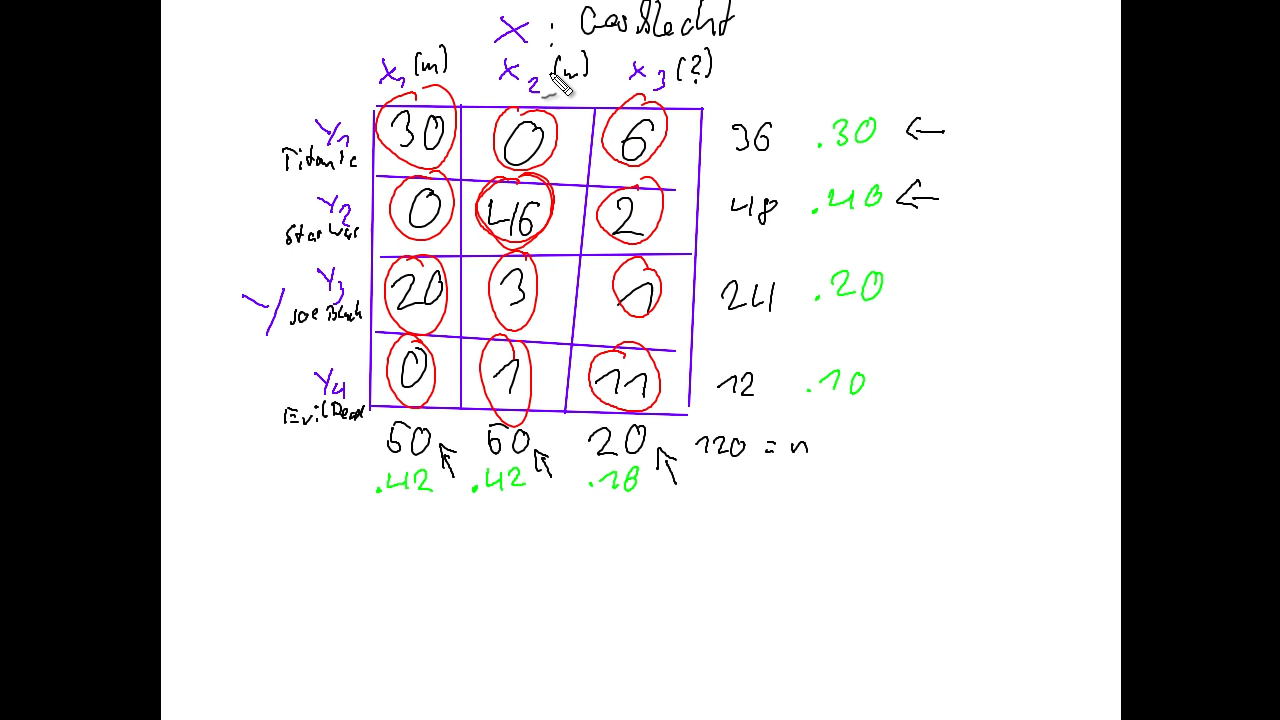 X : Geschlecht
x1 (m) x2 (w) x3 (?)
Y1 30 0 6 36 .30 ←
Titanic
Y2 0 46 2 48 .40 ←
Star Wars
Y3 20 3 1 24 .20
Y Joe Black
Y4 0 1 11 12 .10
Evil Dead
50 50 20 120 = n
.42 .42 .16